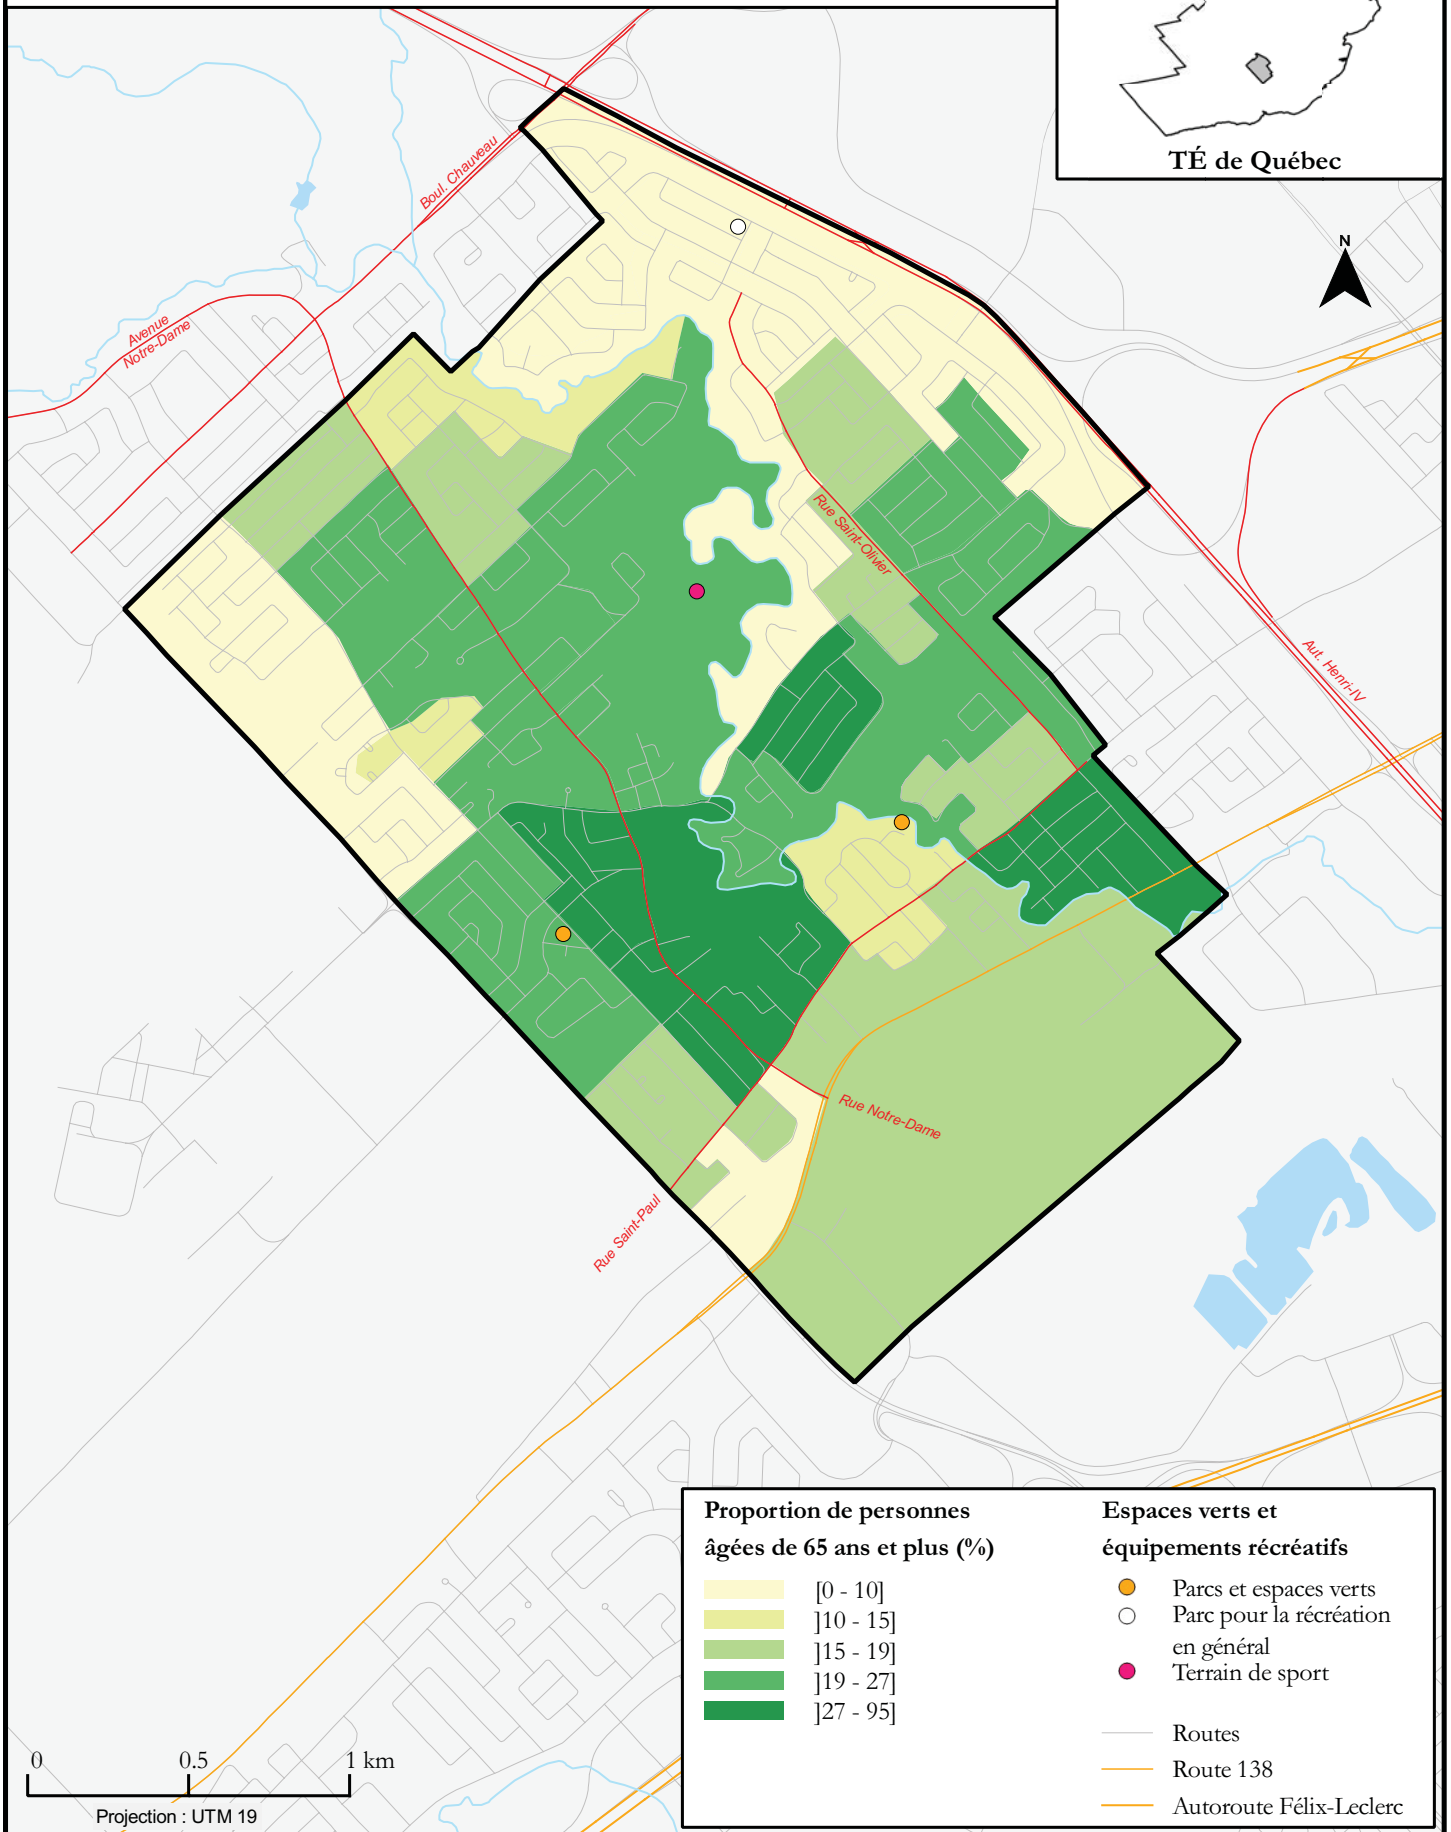 TÉ de Québec
N
Boul. Chauveau
Avenue
Notre-Dame
Rue Saint-Olivier
Aut. Henri-IV
Rue Notre-Dame
Rue Saint-Paul
Proportion de personnes
âgées de 65 ans et plus (%)
[0 - 10]
]10 - 15]
]15 - 19]
]19 - 27]
]27 - 95]
Espaces verts et
équipements récréatifs
Parcs et espaces verts
Parc pour la récréation
en général
Terrain de sport
Routes
Route 138
Autoroute Félix-Leclerc
0 0.5 1 km
Projection : UTM 19